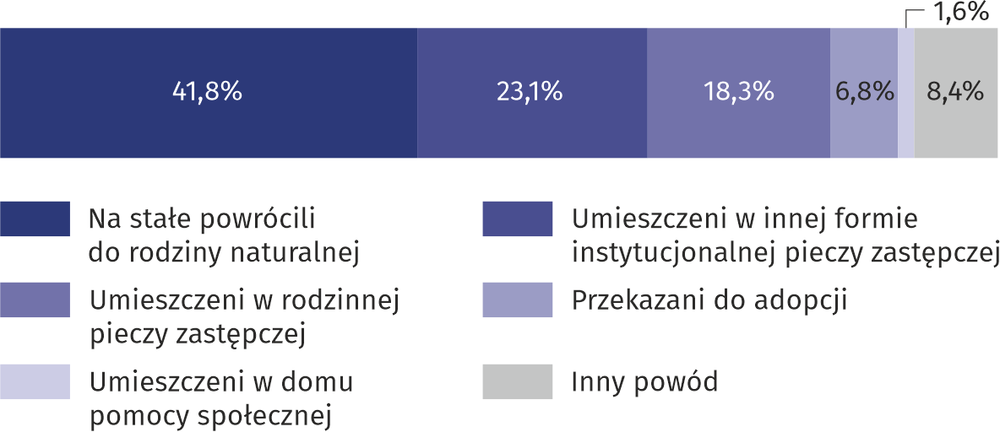 1,6%
41,8%
23,1%
18,3%
6,8%
8,4%
Na stałe powrócili
do rodziny naturalnej
Umieszczeni w innej formie
instytucjonalnej pieczy zastępczej
Umieszczeni w rodzinnej
pieczy zastępczej
Przekazani do adopcji
Umieszczeni w domu
pomocy społecznej
Inny powód